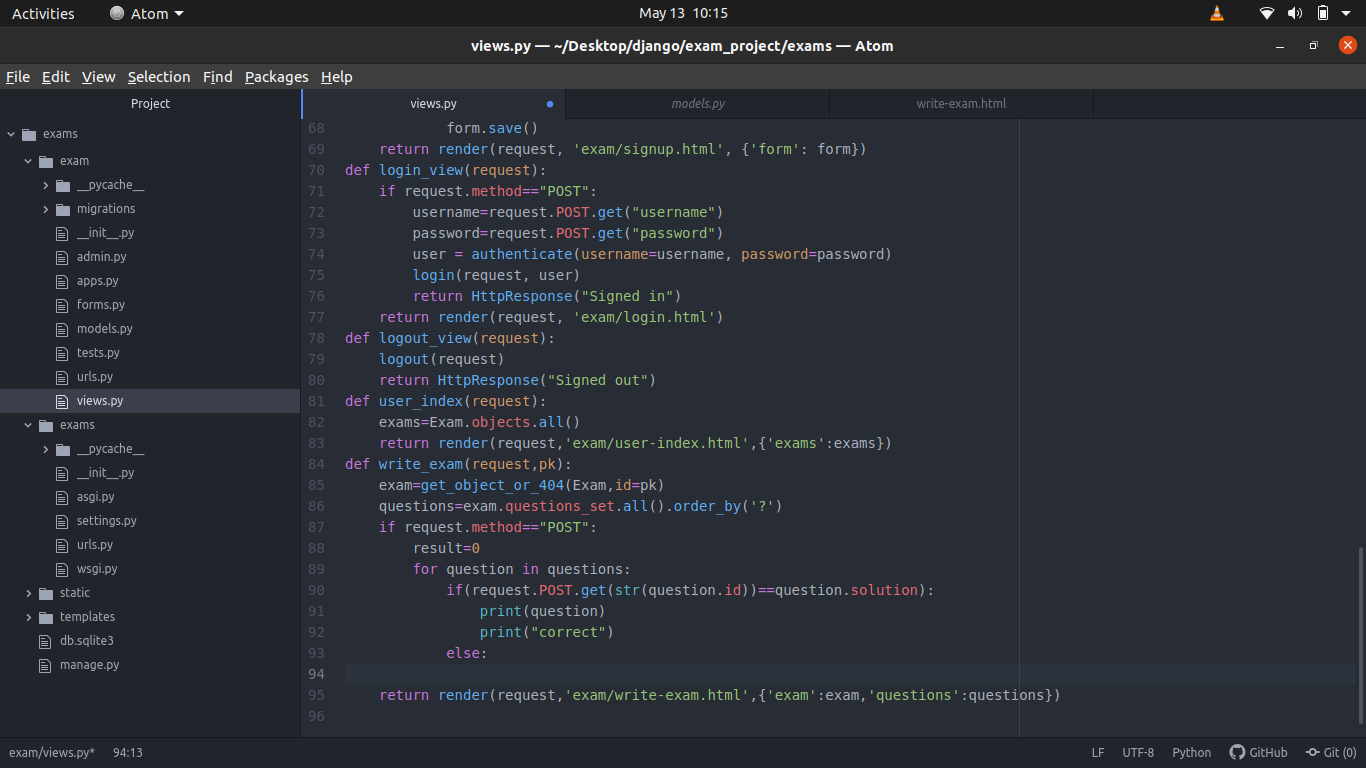 Activities Atom May 13 10:15
views.py — ~/Desktop/django/exam_project/exams — Atom
File Edit View Selection Find Packages Help
Project
exams
exam
__pycache__
migrations
__init__.py
admin.py
apps.py
forms.py
models.py
tests.py
urls.py
views.py
exams
__pycache__
__init__.py
asgi.py
settings.py
urls.py
wsgi.py
static
templates
db.sqlite3
manage.py
views.py models.py write-exam.html
68 form.save()
69 return render(request, 'exam/signup.html', {'form': form})
70 def login_view(request):
71 if request.method=="POST":
72 username=request.POST.get("username")
73 password=request.POST.get("password")
74 user = authenticate(username=username, password=password)
75 login(request, user)
76 return HttpResponse("Signed in")
77 return render(request, 'exam/login.html')
78 def logout_view(request):
79 logout(request)
80 return HttpResponse("Signed out")
81 def user_index(request):
82 exams=Exam.objects.all()
83 return render(request,'exam/user-index.html',{'exams':exams})
84 def write_exam(request,pk):
85 exam=get_object_or_404(Exam,id=pk)
86 questions=exam.questions_set.all().order_by('?')
87 if request.method=="POST":
88 result=0
89 for question in questions:
90 if(request.POST.get(str(question.id))==question.solution):
91 print(question)
92 print("correct")
93 else:
94
95 return render(request,'exam/write-exam.html',{'exam':exam,'questions':questions})
96
exam/views.py* 94:13 LF UTF-8 Python GitHub Git (0)